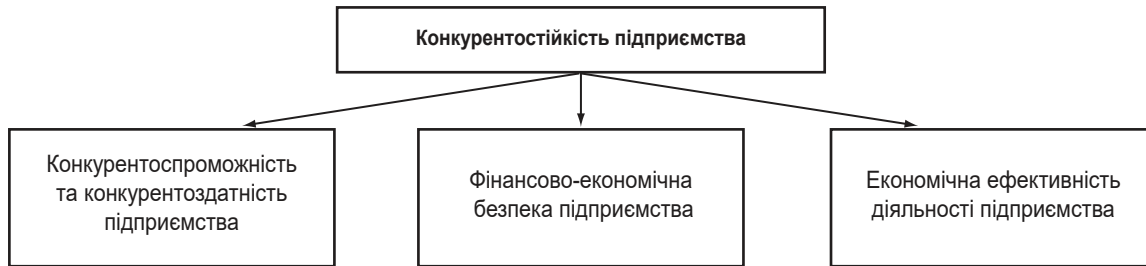 Конкурентостійкість підприємства
Конкурентоспроможність
та конкурентоздатність
підприємства
Фінансово-економічна
безпека підприємства
Економічна ефективність
діяльності підприємства